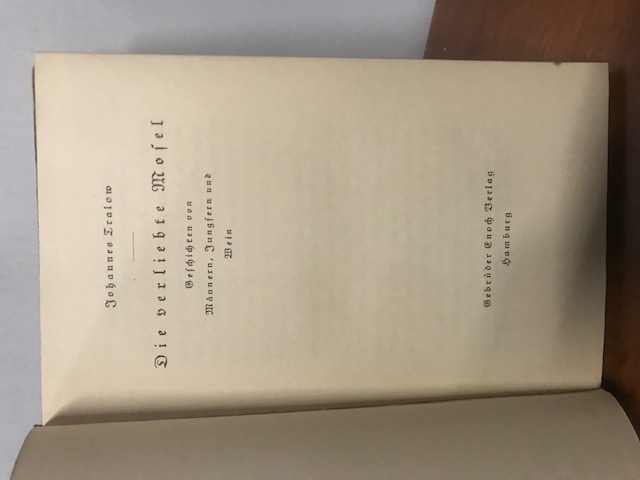 Johannes Tralow
Die verliebte Mosel
Geschichten von
Männern, Jungfern und
Wein
Gebrüder Enoch Verlag
Hamburg